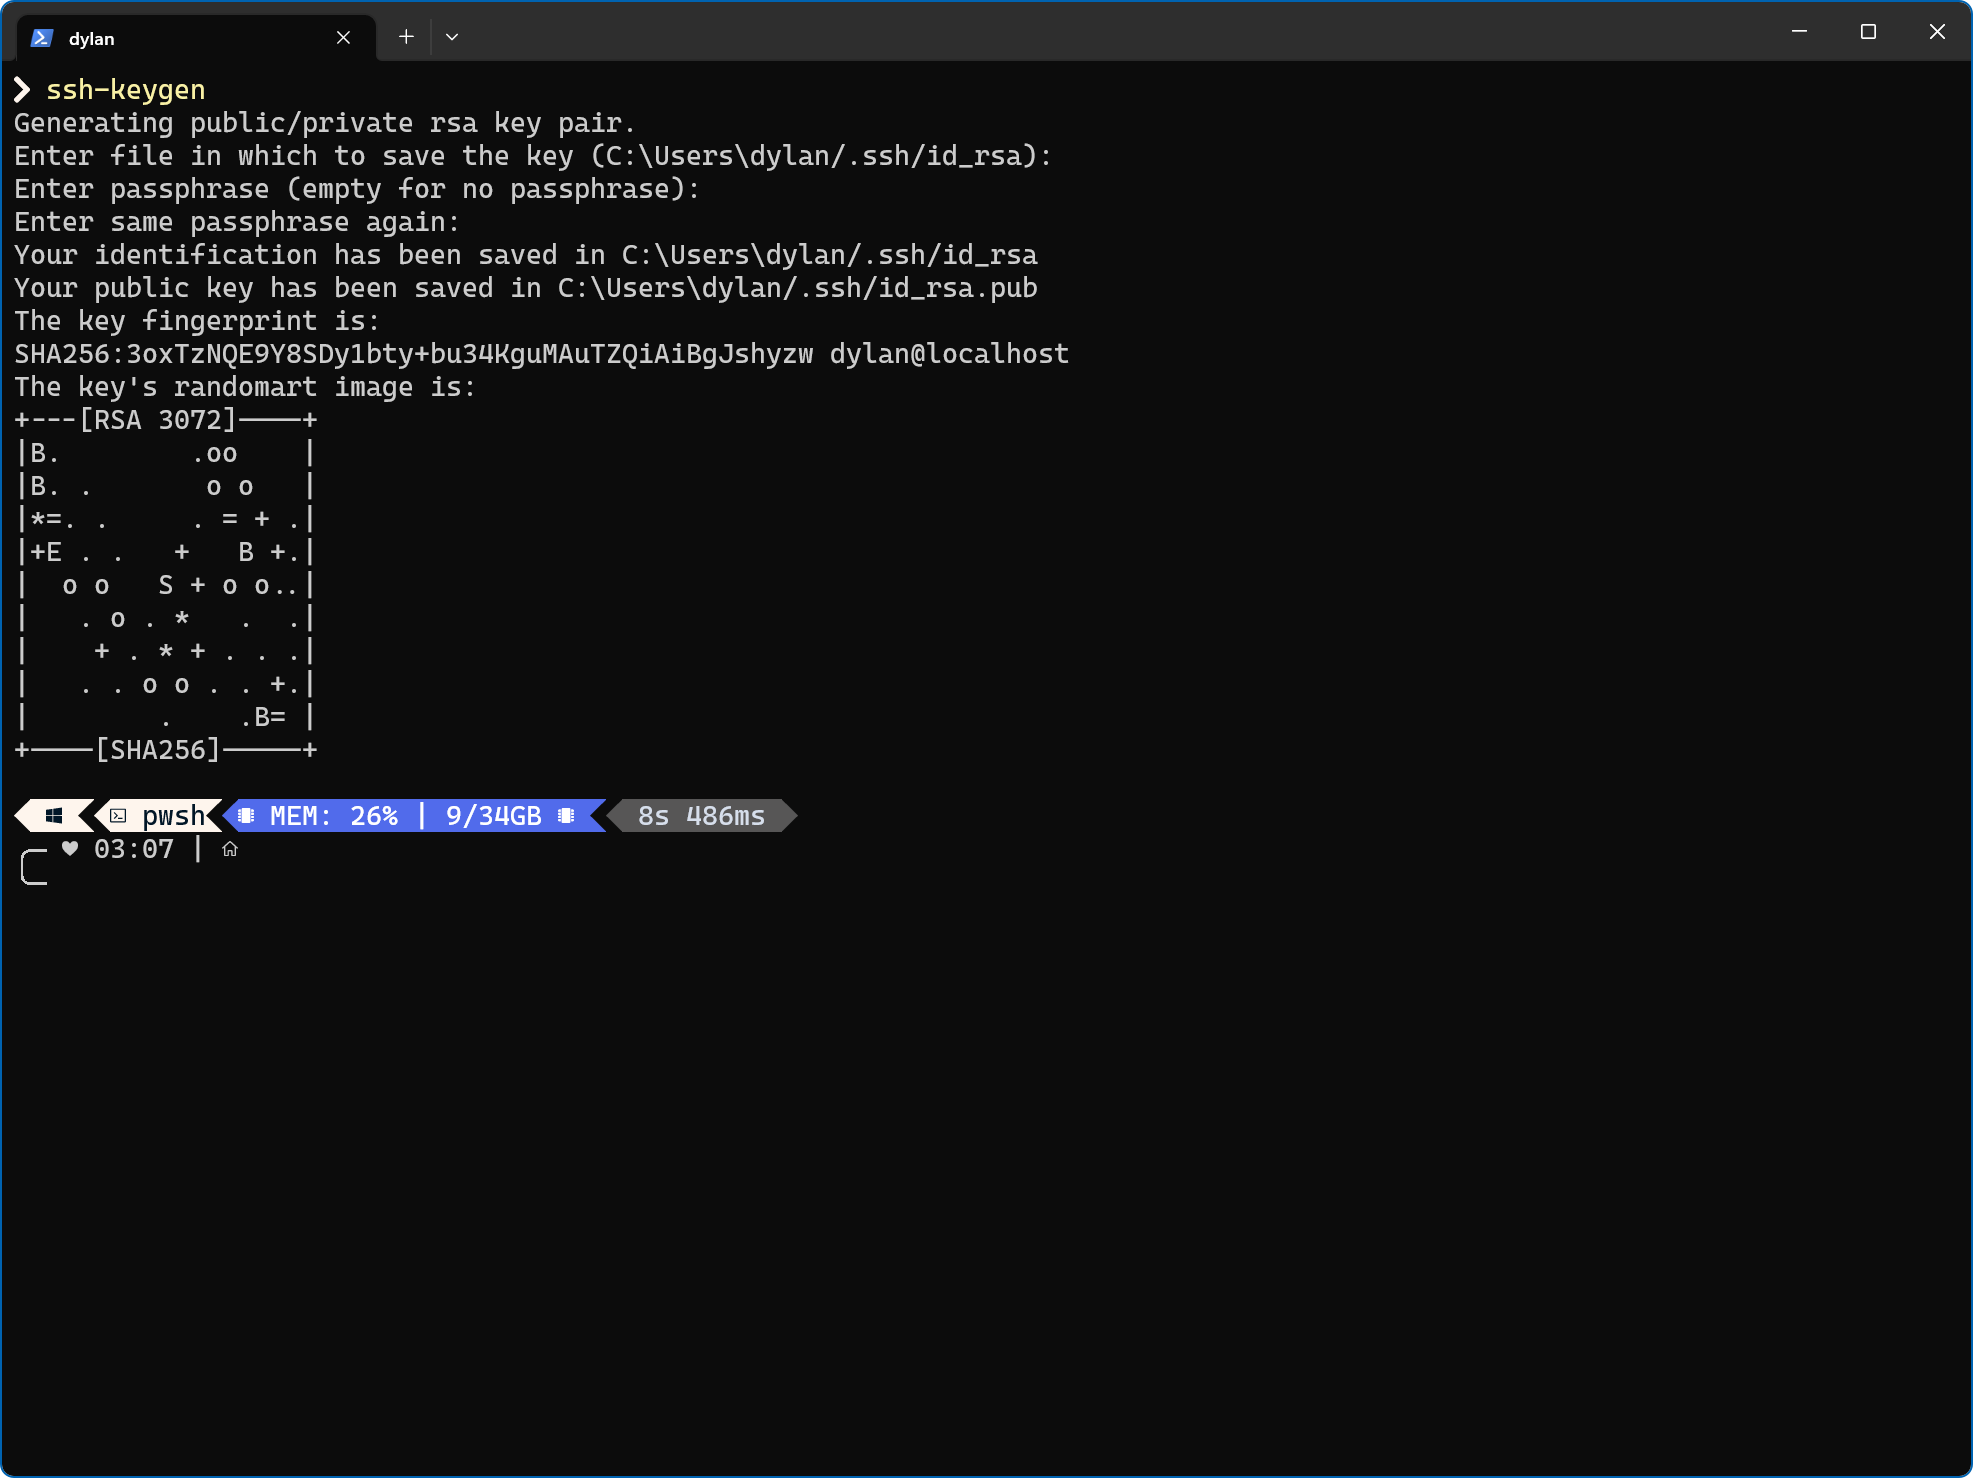 dylan
❯ ssh-keygen
Generating public/private rsa key pair.
Enter file in which to save the key (C:\Users\dylan/.ssh/id_rsa):
Enter passphrase (empty for no passphrase):
Enter same passphrase again:
Your identification has been saved in C:\Users\dylan/.ssh/id_rsa
Your public key has been saved in C:\Users\dylan/.ssh/id_rsa.pub
The key fingerprint is:
SHA256:3oxTzNQE9Y8SDy1bty+bu34KguMAuTZQiAiBgJshyzw dylan@localhost
The key's randomart image is:
+---[RSA 3072]----+
|B.        .oo    |
|B. .       o o   |
|*=. .     . = + .|
|+E . .   +   B +.|
|  o o   S + o o..|
|   . o . *   .  .|
|    + . * + . . .|
|   . . o o . . +.|
|        .    .B= |
+----[SHA256]-----+
pwsh MEM: 26% | 9/34GB 8s 486ms
♥ 03:07 |